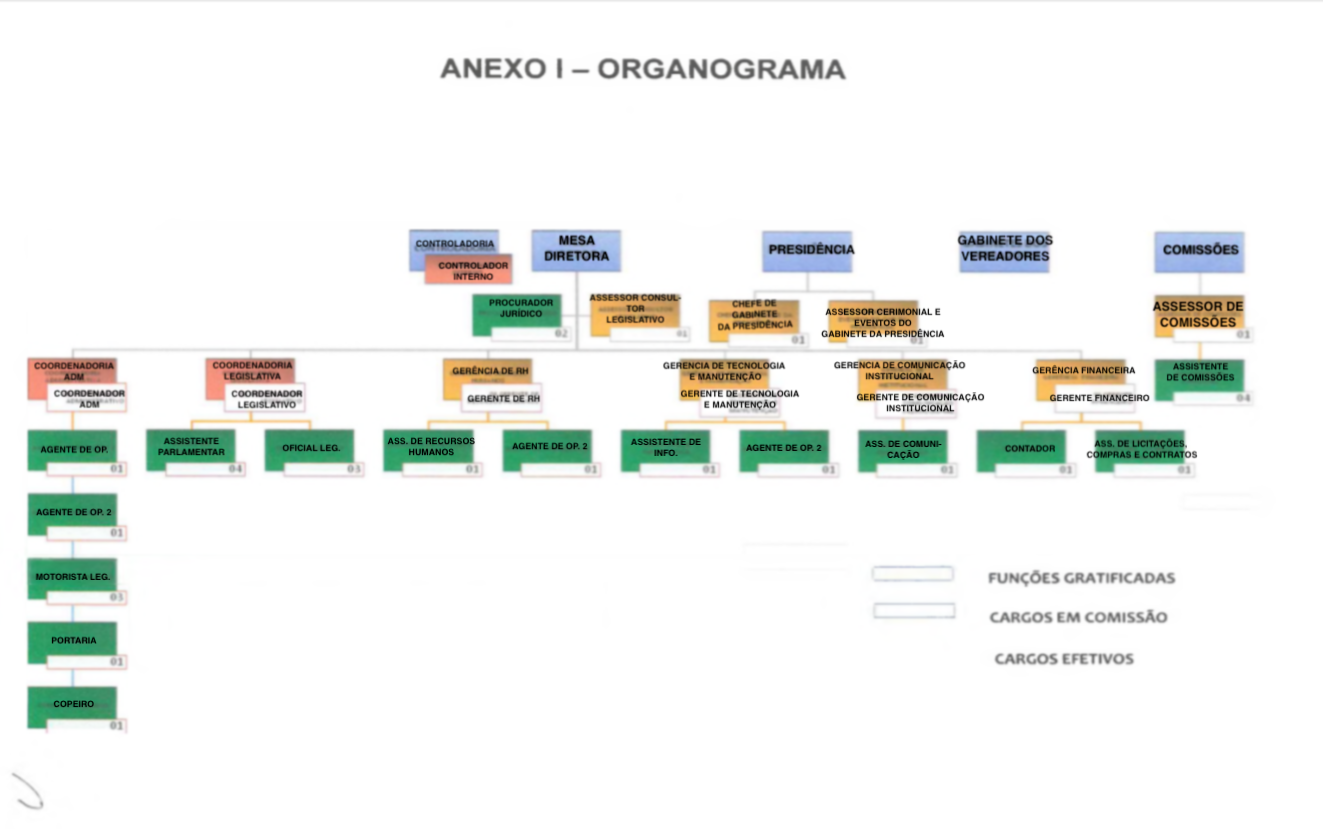 ANEXO I – ORGANOGRAMA
CONTROLADORIA
CONTROLADOR
INTERNO
MESA
DIRETORA
PRESIDÊNCIA
GABINETE DOS
VEREADORES
COMISSÕES
PROCURADOR
JURÍDICO
02
ASSESSOR CONSUL-
TOR
LEGISLATIVO
01
CHEFE DE
GABINETE
DA PRESIDÊNCIA
01
ASSESSOR CERIMONIAL E
EVENTOS DO
GABINETE DA PRESIDÊNCIA
01
ASSESSOR DE
COMISSÕES
01
ASSISTENTE
DE COMISSÕES
04
COORDENADORIA
ADM
COORDENADOR
ADM
COORDENADORIA
LEGISLATIVA
COORDENADOR
LEGISLATIVO
GERÊNCIA DE RH
GERENTE DE RH
GERENCIA DE TECNOLOGIA
E MANUTENÇÃO
GERENTE DE TECNOLOGIA
E MANUTENÇÃO
GERENCIA DE COMUNICAÇÃO
INSTITUCIONAL
GERENTE DE COMUNICAÇÃO
INSTITUCIONAL
GERÊNCIA FINANCEIRA
GERENTE FINANCEIRO
AGENTE DE OP.
01
ASSISTENTE
PARLAMENTAR
04
OFICIAL LEG.
03
ASS. DE RECURSOS
HUMANOS
01
AGENTE DE OP. 2
01
ASSISTENTE DE
INFO.
01
AGENTE DE OP. 2
01
ASS. DE COMUNI-
CAÇÃO
01
CONTADOR
01
ASS. DE LICITAÇÕES,
COMPRAS E CONTRATOS
01
AGENTE DE OP. 2
01
MOTORISTA LEG.
03
PORTARIA
01
COPEIRO
01
FUNÇÕES GRATIFICADAS
CARGOS EM COMISSÃO
CARGOS EFETIVOS